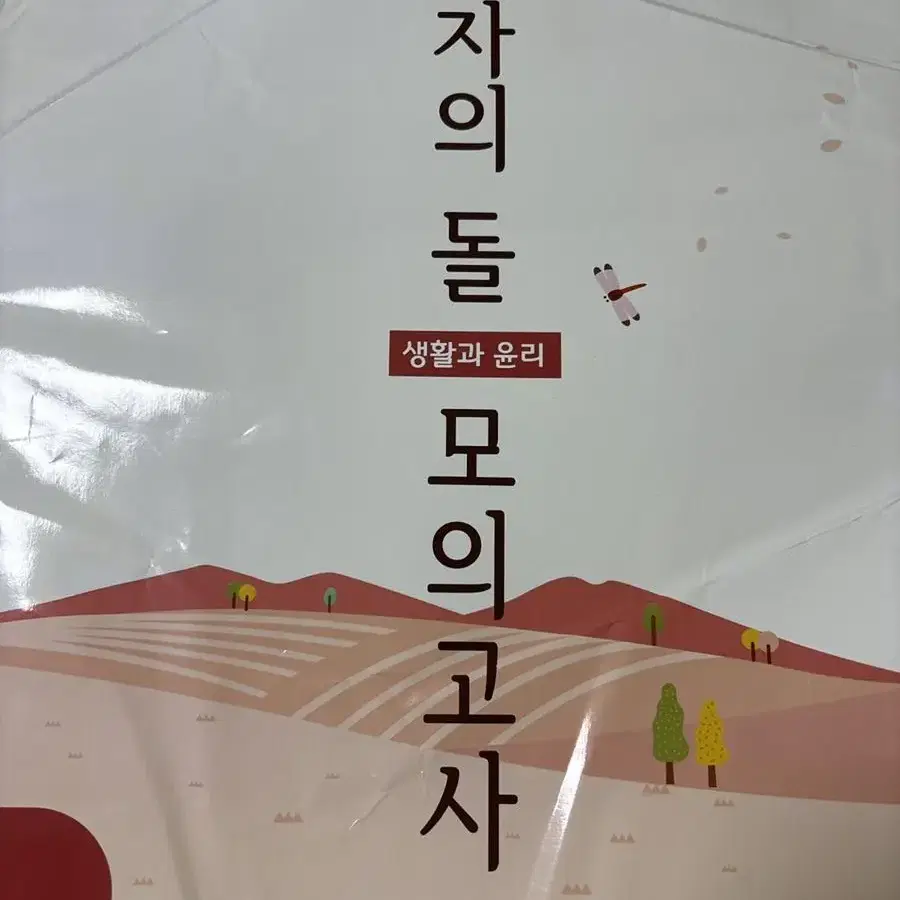 자의 돌
생활과 윤리
모의고사